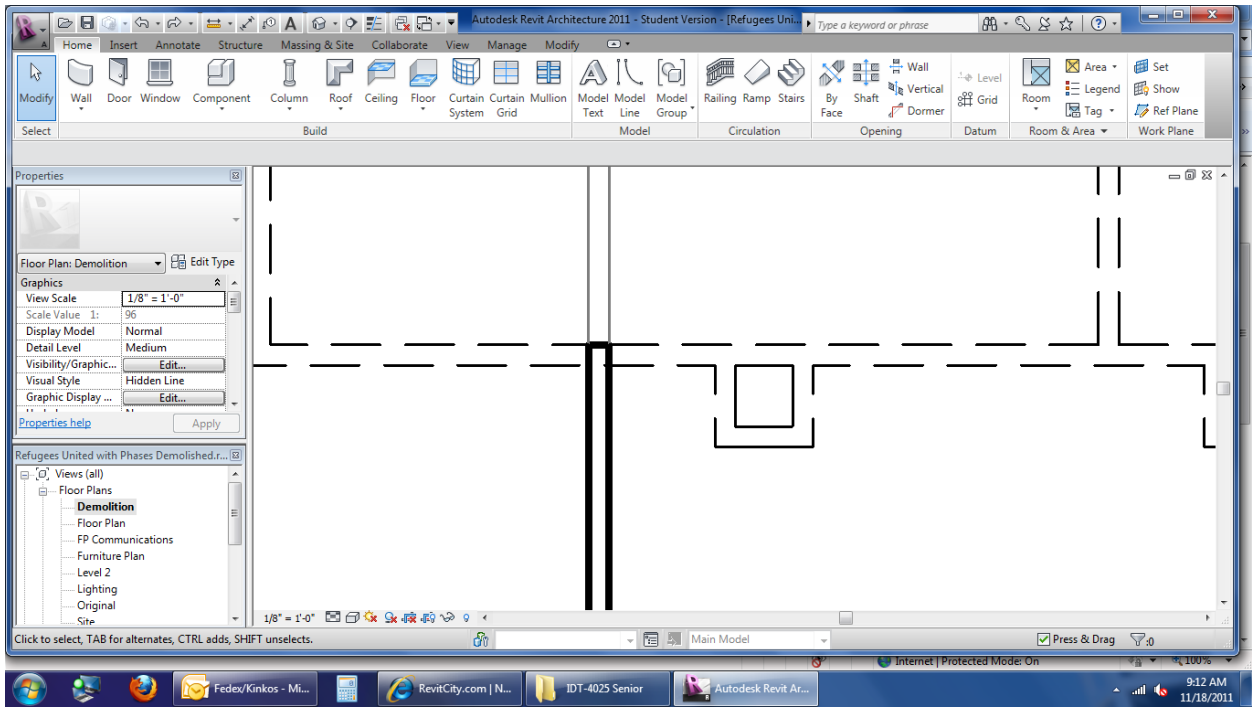 Autodesk Revit Architecture 2011 - Student Version - [Refugees Uni...
Type a keyword or phrase
Home Insert Annotate Structure Massing & Site Collaborate View Manage Modify
Modify Wall Door Window Component Column Roof Ceiling Floor Curtain System Curtain Grid Mullion Model Text Model Line Model Group Railing Ramp Stairs By Face Shaft Wall Vertical Dormer Level Grid Room Area Legend Tag Set Show Ref Plane
Select Build Model Circulation Opening Datum Room & Area Work Plane
Properties
Floor Plan: Demolition Edit Type
Graphics
View Scale 1/8" = 1'-0"
Scale Value 1: 96
Display Model Normal
Detail Level Medium
Visibility/Graphic... Edit...
Visual Style Hidden Line
Graphic Display ... Edit...
Properties help Apply
Refugees United with Phases Demolished.r...
Views (all)
Floor Plans
Demolition
Floor Plan
FP Communications
Furniture Plan
Level 2
Lighting
Original
Site
1/8" = 1'-0"
Click to select, TAB for alternates, CTRL adds, SHIFT unselects.
Main Model
Press & Drag
:0
Internet | Protected Mode: On
100%
Fedex/Kinkos - Mi...
RevitCity.com | N...
IDT-4025 Senior
Autodesk Revit Ar...
9:12 AM
11/18/2011